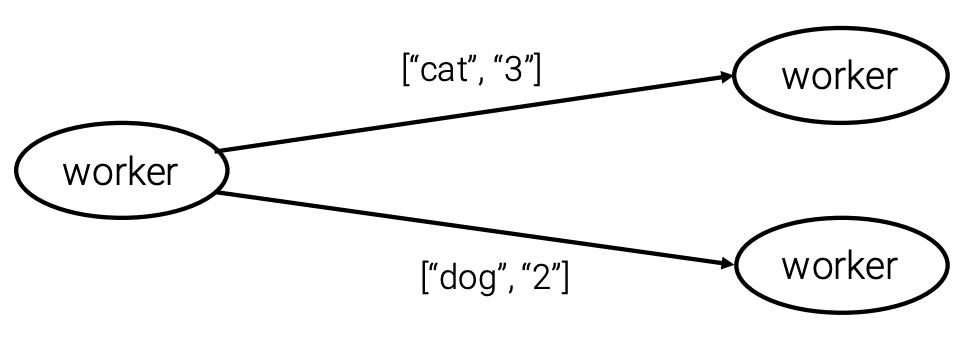 [“cat”, “3”]
worker
worker
worker
[“dog”, “2”]